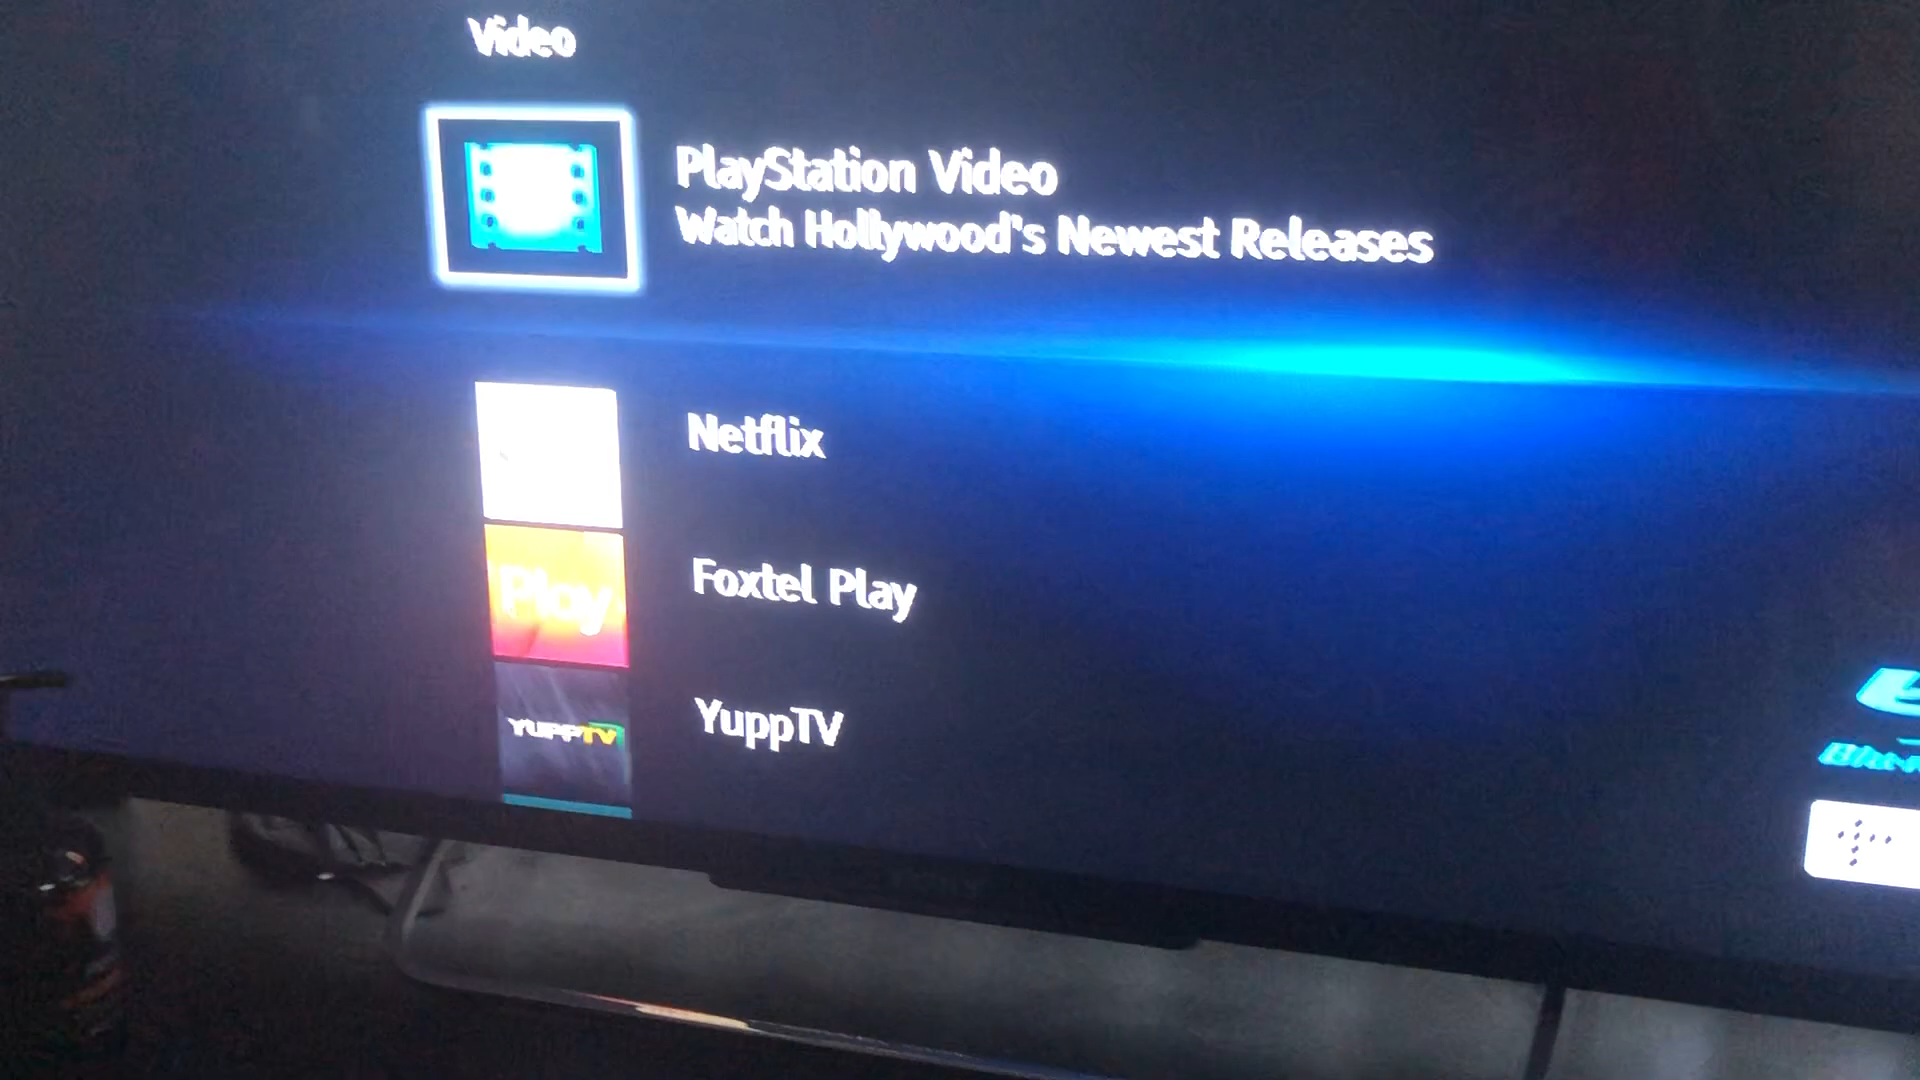 Video
PlayStation Video
Watch Hollywood's Newest Releases
Netflix
Play
Foxtel Play
YUPPTV
YuppTV